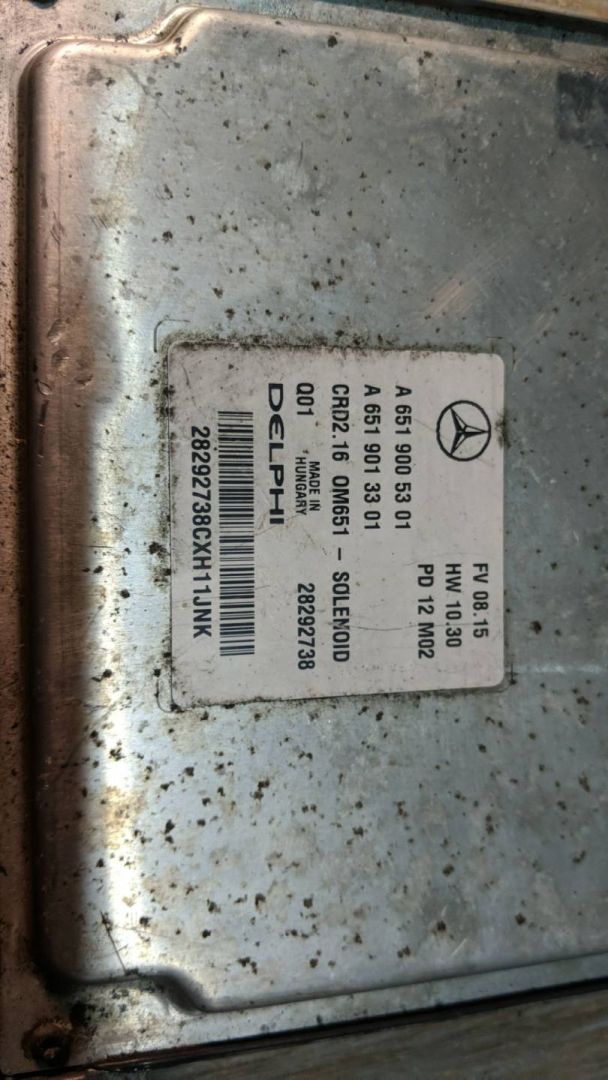 FV 08.15
HW 10.30
A 651 900 53 01
PD 12 M02
A 651 901 33 01
CRD2.16 OM651 - SOLENOID
Q01
MADE IN
HUNGARY
28292738
DELPHI
28292738CXH11JNK